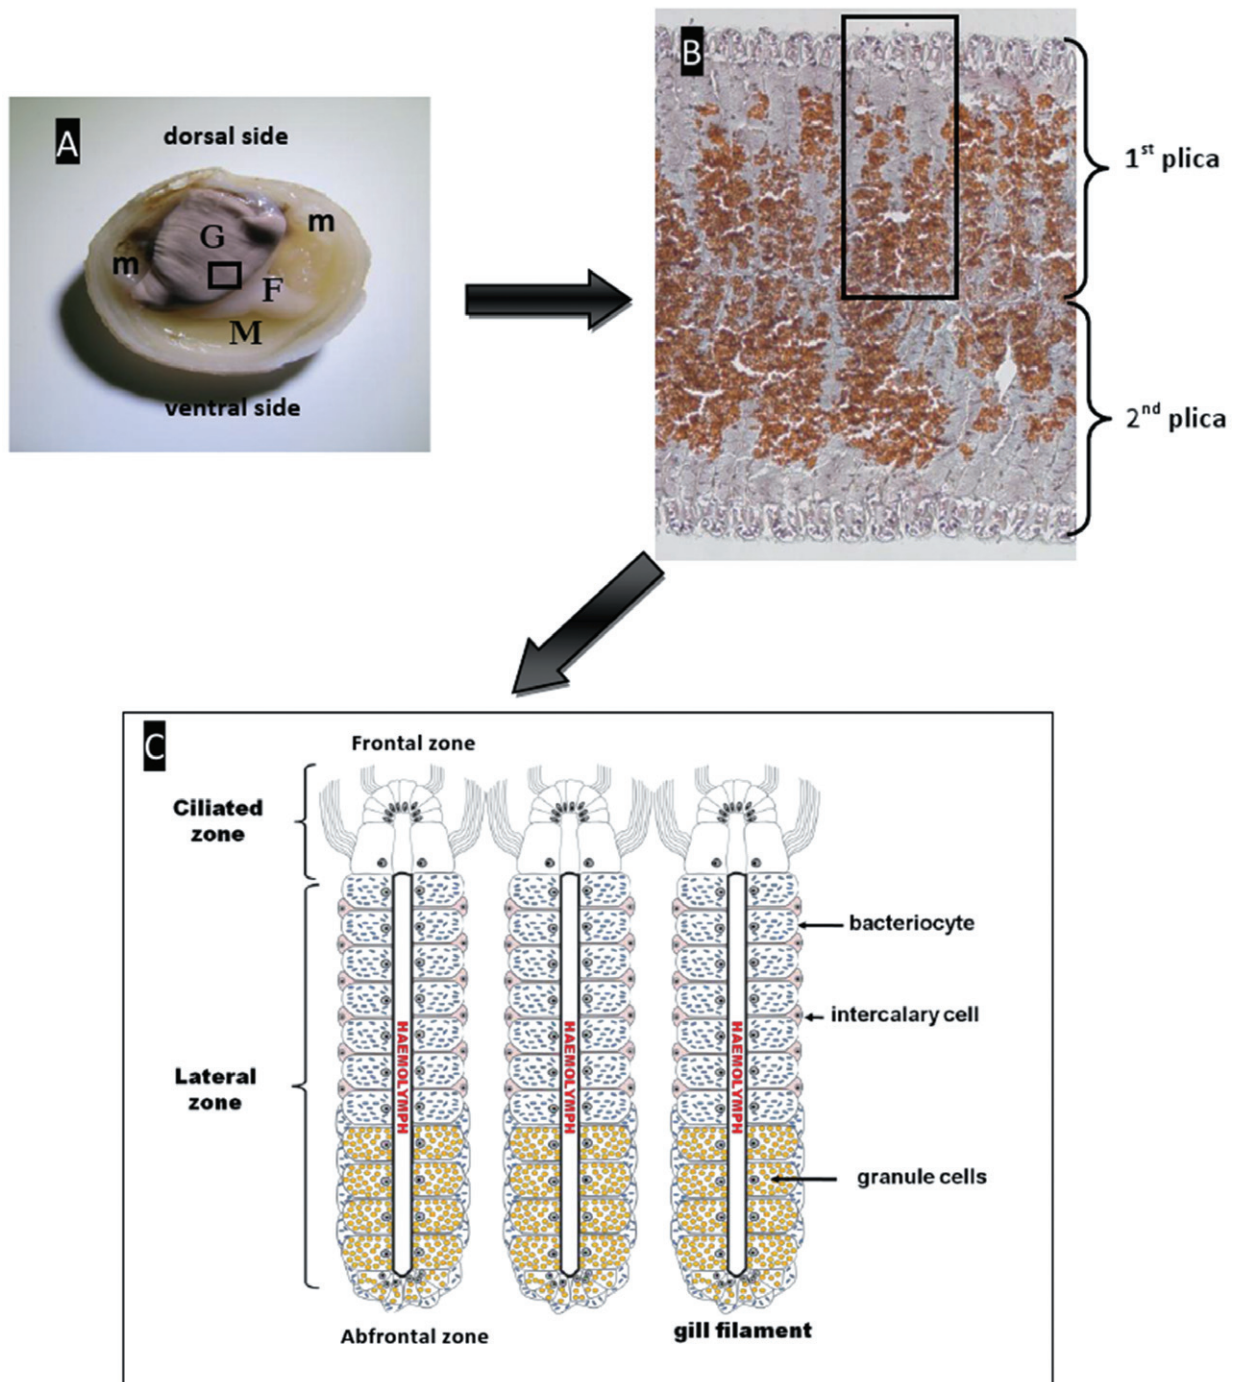 A
dorsal side
G
m
m
F
M
ventral side
B
1st plica
2nd plica
C
Frontal zone
Ciliated
zone
bacteriocyte
intercalary cell
HAEMOLYMPH
HAEMOLYMPH
HAEMOLYMPH
Lateral
zone
granule cells
Abfrontal zone
gill filament